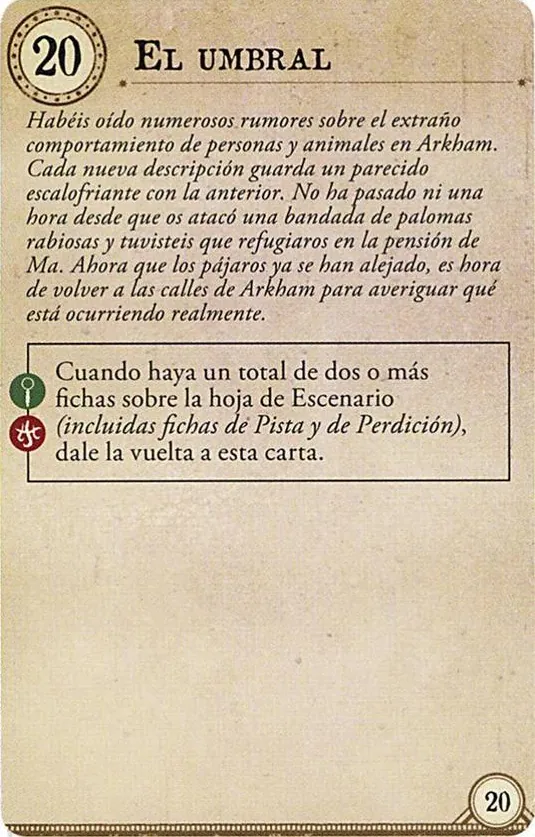 20
EL UMBRAL
Habéis oído numerosos rumores sobre el extraño
comportamiento de personas y animales en Arkham.
Cada nueva descripción guarda un parecido
escalofriante con la anterior. No ha pasado ni una
hora desde que os atacó una bandada de palomas
rabiosas y tuvisteis que refugiaros en la pensión de
Ma. Ahora que los pájaros ya se han alejado, es hora
de volver a las calles de Arkham para averiguar qué
está ocurriendo realmente.
Cuando haya un total de dos o más
fichas sobre la hoja de Escenario
(incluidas fichas de Pista y de Perdición),
dale la vuelta a esta carta.
20